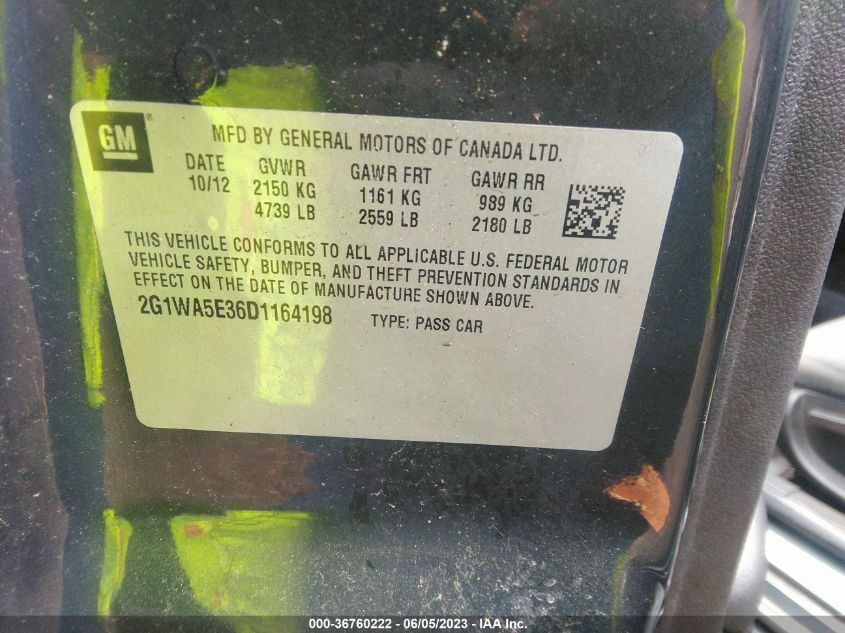 GM ®
MFD BY GENERAL MOTORS OF CANADA LTD.
DATE GVWR GAWR FRT GAWR RR
10/12 2150 KG 1161 KG 989 KG
4739 LB 2559 LB 2180 LB
THIS VEHICLE CONFORMS TO ALL APPLICABLE U.S. FEDERAL MOTOR
VEHICLE SAFETY, BUMPER, AND THEFT PREVENTION STANDARDS IN
EFFECT ON THE DATE OF MANUFACTURE SHOWN ABOVE.
2G1WA5E36D1164198 TYPE: PASS CAR
000-36760222 - 06/05/2023 - IAA Inc.